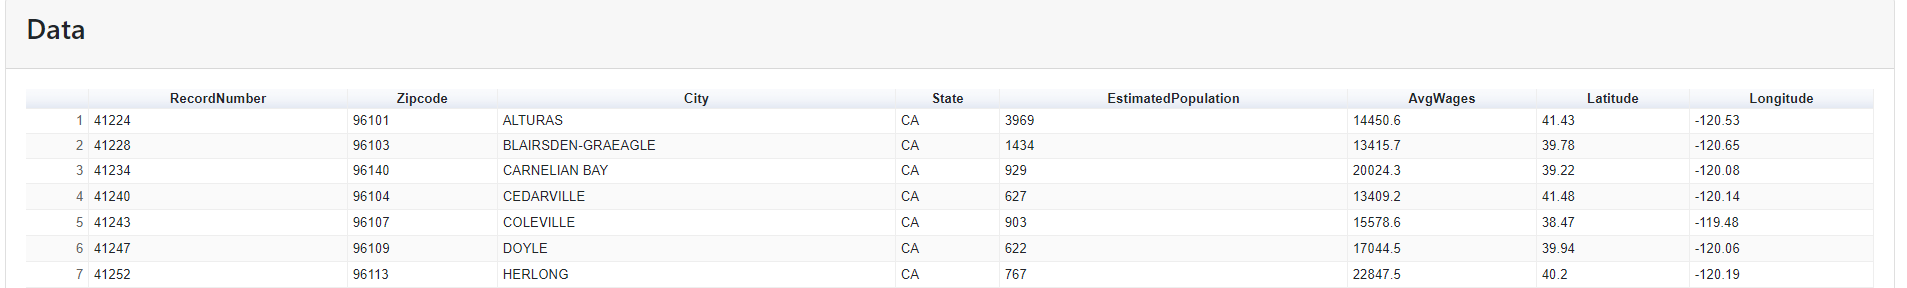 Data
RecordNumber Zipcode City State EstimatedPopulation AvgWages Latitude Longitude
1 41224 96101 ALTURAS CA 3969 14450.6 41.43 -120.53
2 41228 96103 BLAIRSDEN-GRAEAGLE CA 1434 13415.7 39.78 -120.65
3 41234 96140 CARNELIAN BAY CA 929 20024.3 39.22 -120.08
4 41240 96104 CEDARVILLE CA 627 13409.2 41.48 -120.14
5 41243 96107 COLEVILLE CA 903 15578.6 38.47 -119.48
6 41247 96109 DOYLE CA 622 17044.5 39.94 -120.06
7 41252 96113 HERLONG CA 767 22847.5 40.2 -120.19